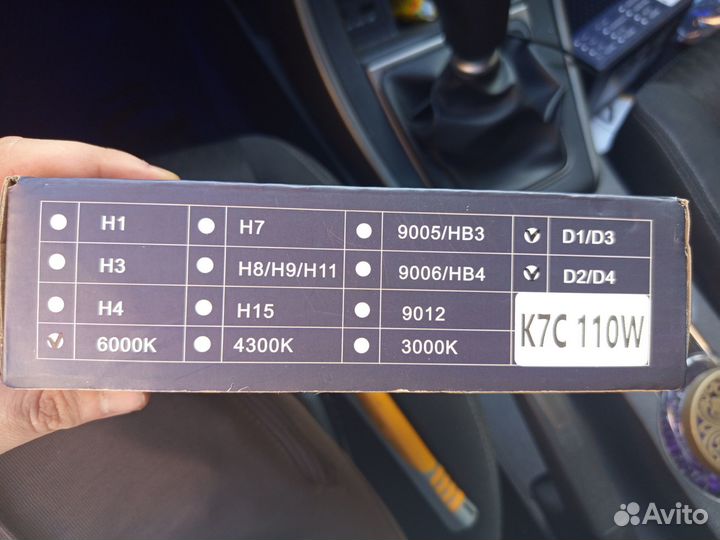 H1 H7 9005/HB3 D1/D3
H3 H8/H9/H11 9006/HB4 D2/D4
H4 H15 9012
6000K 4300K 3000K K7C 110W
Avito